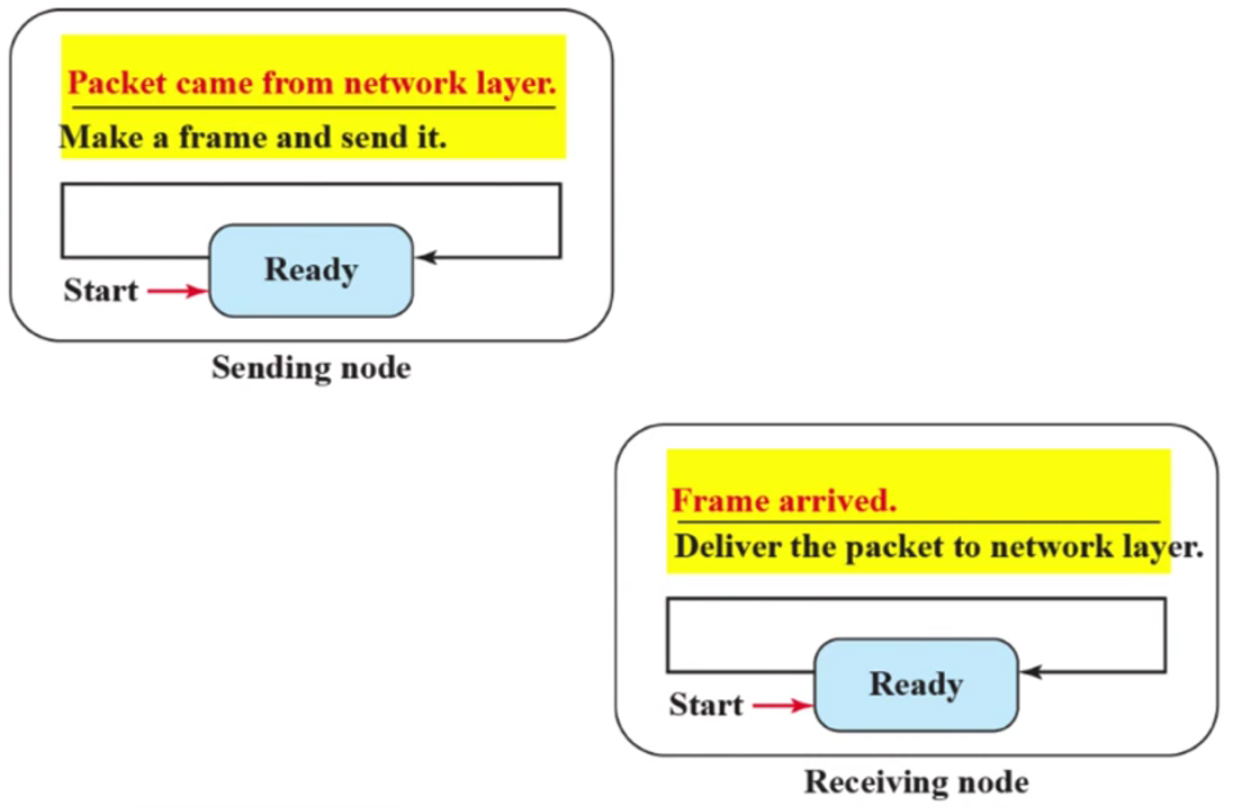 Packet came from network layer.
Make a frame and send it.
Ready
Start
Sending node
Frame arrived.
Deliver the packet to network layer.
Ready
Start
Receiving node